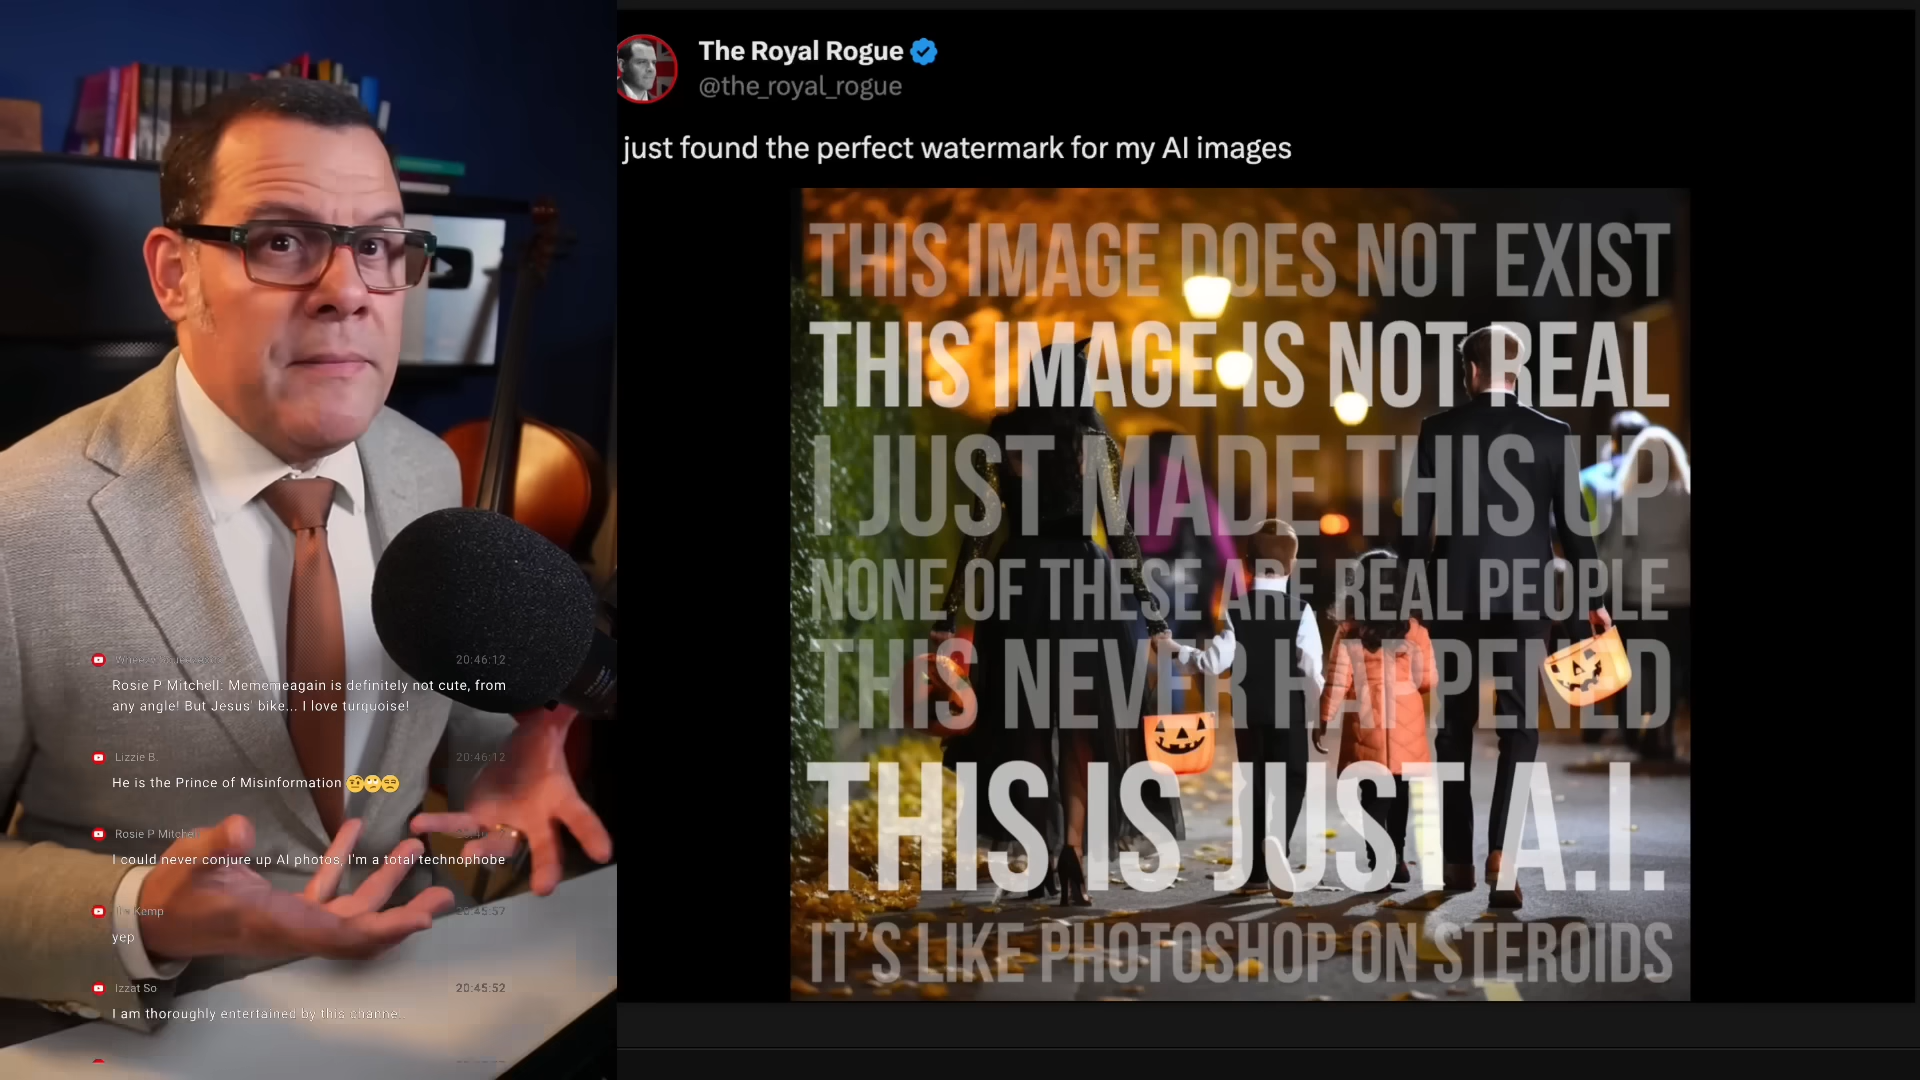 The Royal Rogue
@the_royal_rogue
just found the perfect watermark for my AI images
THIS IMAGE DOES NOT EXIST
THIS IMAGE IS NOT REAL
I JUST MADE THIS UP
NONE OF THESE ARE REAL PEOPLE
THIS NEVER HAPPENED
THIS IS JUST A.I.
IT'S LIKE PHOTOSHOP ON STEROIDS
20:46:12
Rosie P Mitchell: Mememeagain is definitely not cute, from
any angle! But Jesus' bike... I love turquoise!
Lizzie B. 20:46:12
He is the Prince of Misinformation 🤨🙄😒
Rosie P Mitchel
I could never conjure up AI photos, I'm a total technophobe
Kemp 20:45:57
yep
Izzat So 20:45:52
I am thoroughly entertained by this channel